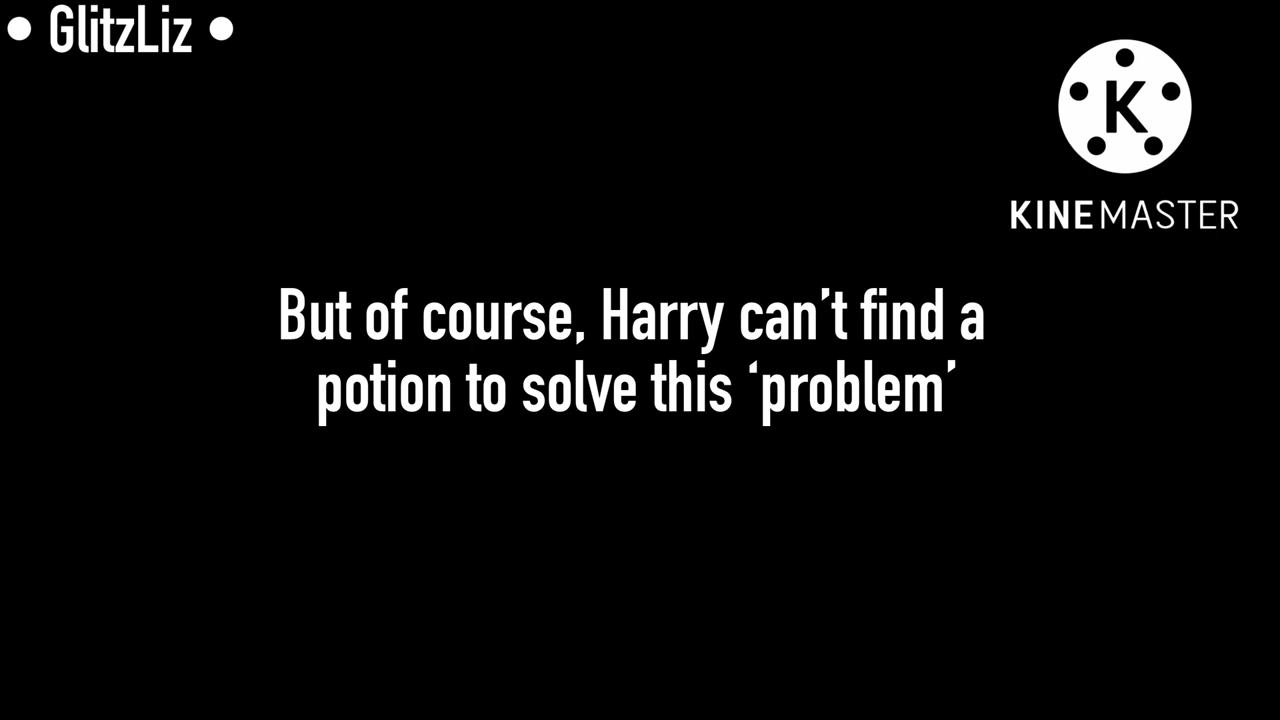 • GlitzLiz •
K
KINEMASTER
But of course, Harry can’t find a
potion to solve this ‘problem’